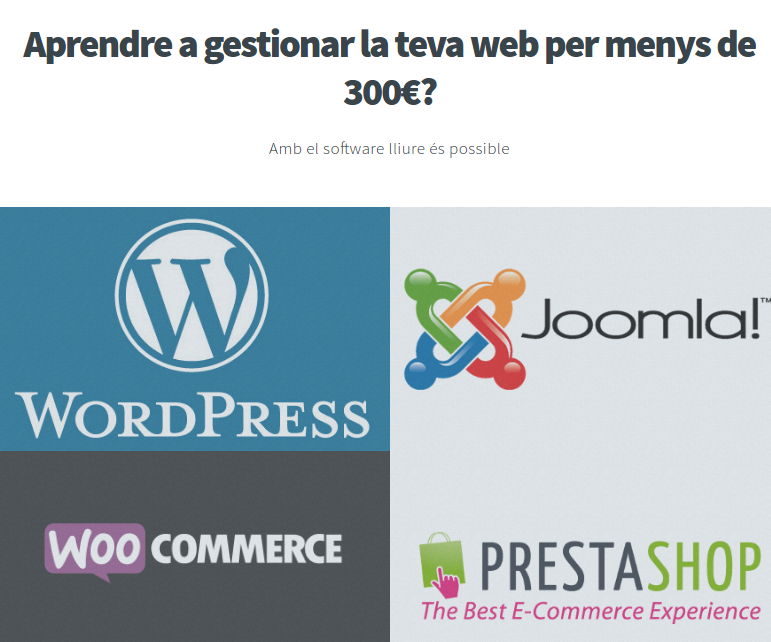 Aprendre a gestionar la teva web per menys de
300€?
Amb el software lliure és possible
WORDPRESS
Joomla!™
WOO COMMERCE
PRESTASHOP
The Best E-Commerce Experience